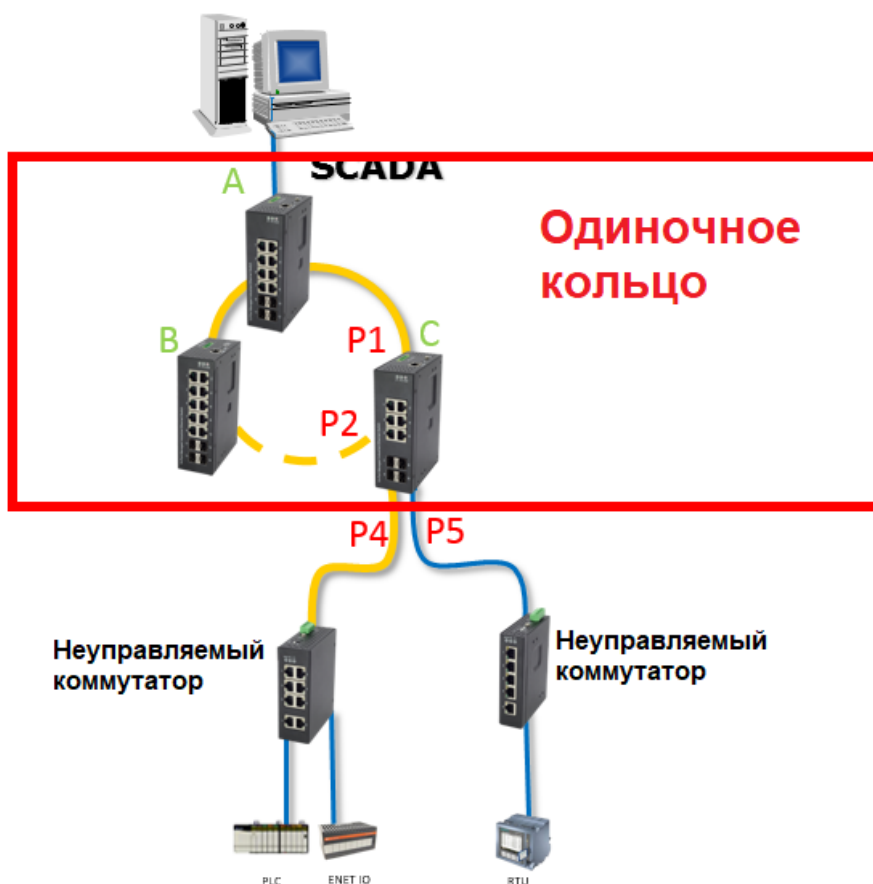 SCADA
A
Одиночное
кольцо
B
P1
C
P2
P4
P5
Неуправляемый
коммутатор
Неуправляемый
коммутатор
PLC
ENET IO
RTU